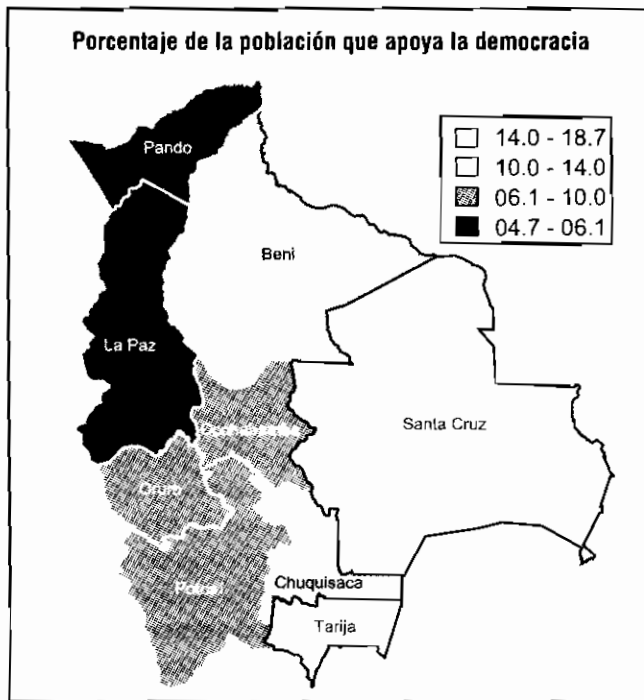 Porcentaje de la población que apoya la democracia
14.0 - 18.7
10.0 - 14.0
06.1 - 10.0
04.7 - 06.1
Pando
Beni
La Paz
Santa Cruz
Oruro
Chuquisaca
Tarija